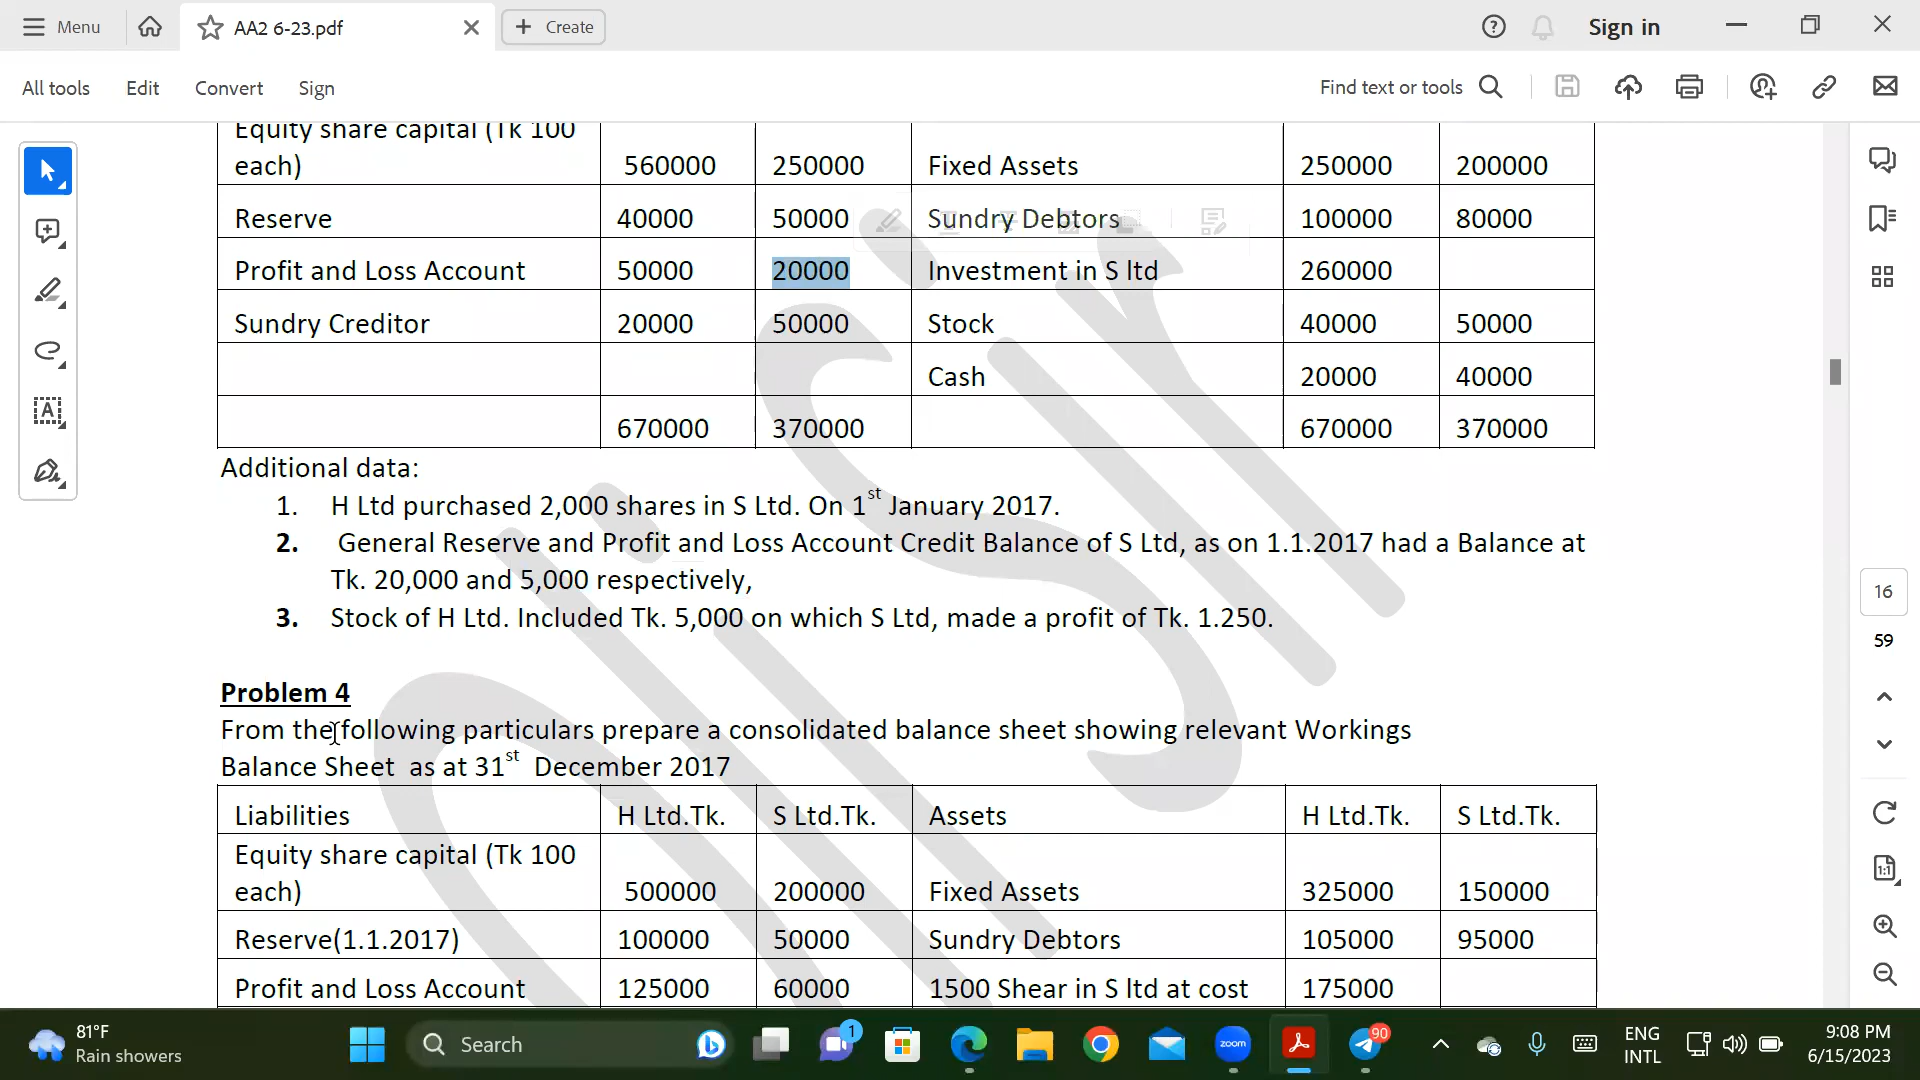 Menu
AA2 6-23.pdf
Create
Sign in
All tools Edit Convert Sign
Find text or tools
Equity share capital (Tk 100
each) 560000 250000 Fixed Assets 250000 200000
Reserve 40000 50000 Sundry Debtors 100000 80000
Profit and Loss Account 50000 20000 Investment in S ltd 260000
Sundry Creditor 20000 50000 Stock 40000 50000
Cash 20000 40000
670000 370000 670000 370000
Additional data:
1. H Ltd purchased 2,000 shares in S Ltd. On 1st January 2017.
2. General Reserve and Profit and Loss Account Credit Balance of S Ltd, as on 1.1.2017 had a Balance at
Tk. 20,000 and 5,000 respectively,
3. Stock of H Ltd. Included Tk. 5,000 on which S Ltd, made a profit of Tk. 1.250.
Problem 4
From the following particulars prepare a consolidated balance sheet showing relevant Workings
Balance Sheet as at 31st December 2017
Liabilities H Ltd.Tk. S Ltd.Tk. Assets H Ltd.Tk. S Ltd.Tk.
Equity share capital (Tk 100
each) 500000 200000 Fixed Assets 325000 150000
Reserve(1.1.2017) 100000 50000 Sundry Debtors 105000 95000
Profit and Loss Account 125000 60000 1500 Shear in S ltd at cost 175000
16
59
1:1
81°F
Rain showers
Search
1
zoom
90
ENG
INTL
9:08 PM
6/15/2023